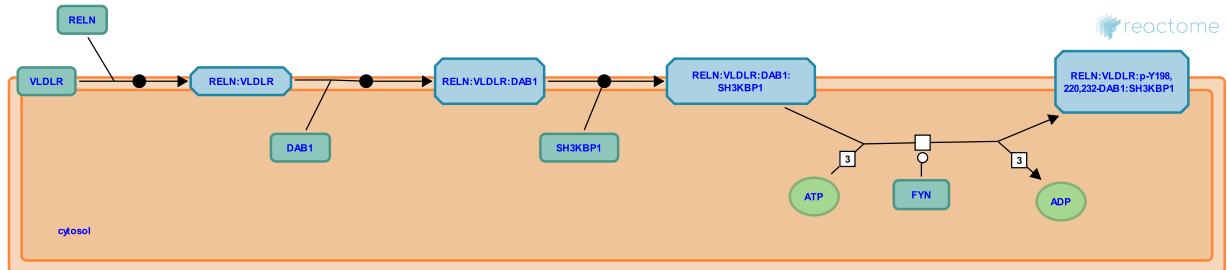 RELN
reactome
VLDLR
RELN:VLDLR
RELN:VLDLR:DAB1
RELN:VLDLR:DAB1:
SH3KBP1
RELN:VLDLR:p-Y198,
220,232-DAB1:SH3KBP1
DAB1
SH3KBP1
3
3
ATP
FYN
ADP
cytosol